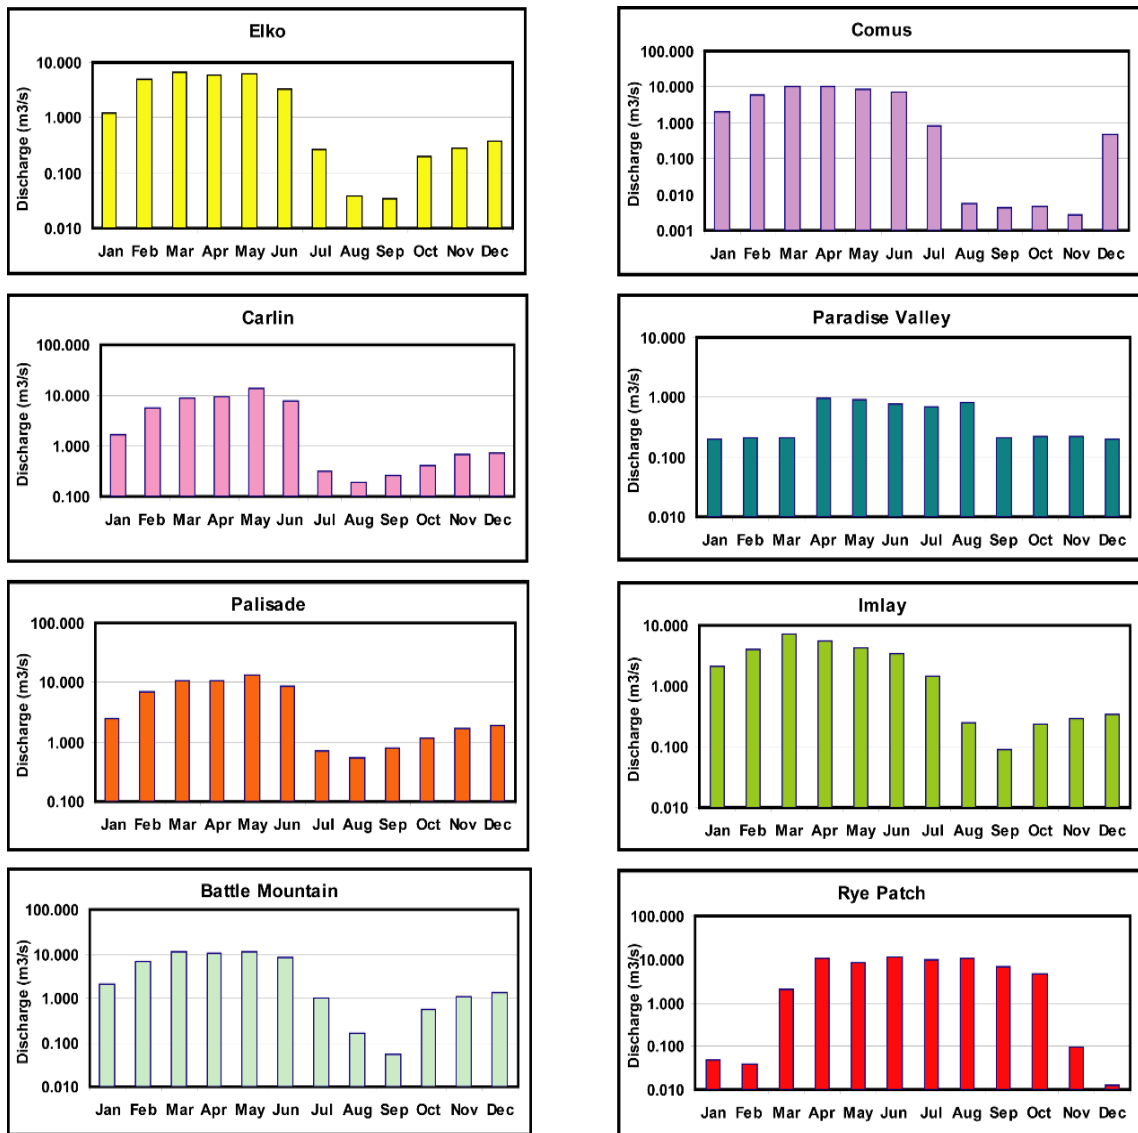 Elko
Discharge (m3/s)
10.000
1.000
0.100
0.010
Jan Feb Mar Apr May Jun Jul Aug Sep Oct Nov Dec
Comus
Discharge (m3/s)
100.000
10.000
1.000
0.100
0.010
0.001
Jan Feb Mar Apr May Jun Jul Aug Sep Oct Nov Dec
Carlin
Discharge (m3/s)
100.000
10.000
1.000
0.100
Jan Feb Mar Apr May Jun Jul Aug Sep Oct Nov Dec
Paradise Valley
Discharge (m3/s)
10.000
1.000
0.100
0.010
Jan Feb Mar Apr May Jun Jul Aug Sep Oct Nov Dec
Palisade
Discharge (m3/s)
100.000
10.000
1.000
0.100
Jan Feb Mar Apr May Jun Jul Aug Sep Oct Nov Dec
Imlay
Discharge (m3/s)
10.000
1.000
0.100
0.010
Jan Feb Mar Apr May Jun Jul Aug Sep Oct Nov Dec
Battle Mountain
Discharge (m3/s)
100.000
10.000
1.000
0.100
0.010
Jan Feb Mar Apr May Jun Jul Aug Sep Oct Nov Dec
Rye Patch
Discharge (m3/s)
100.000
10.000
1.000
0.100
0.010
Jan Feb Mar Apr May Jun Jul Aug Sep Oct Nov Dec